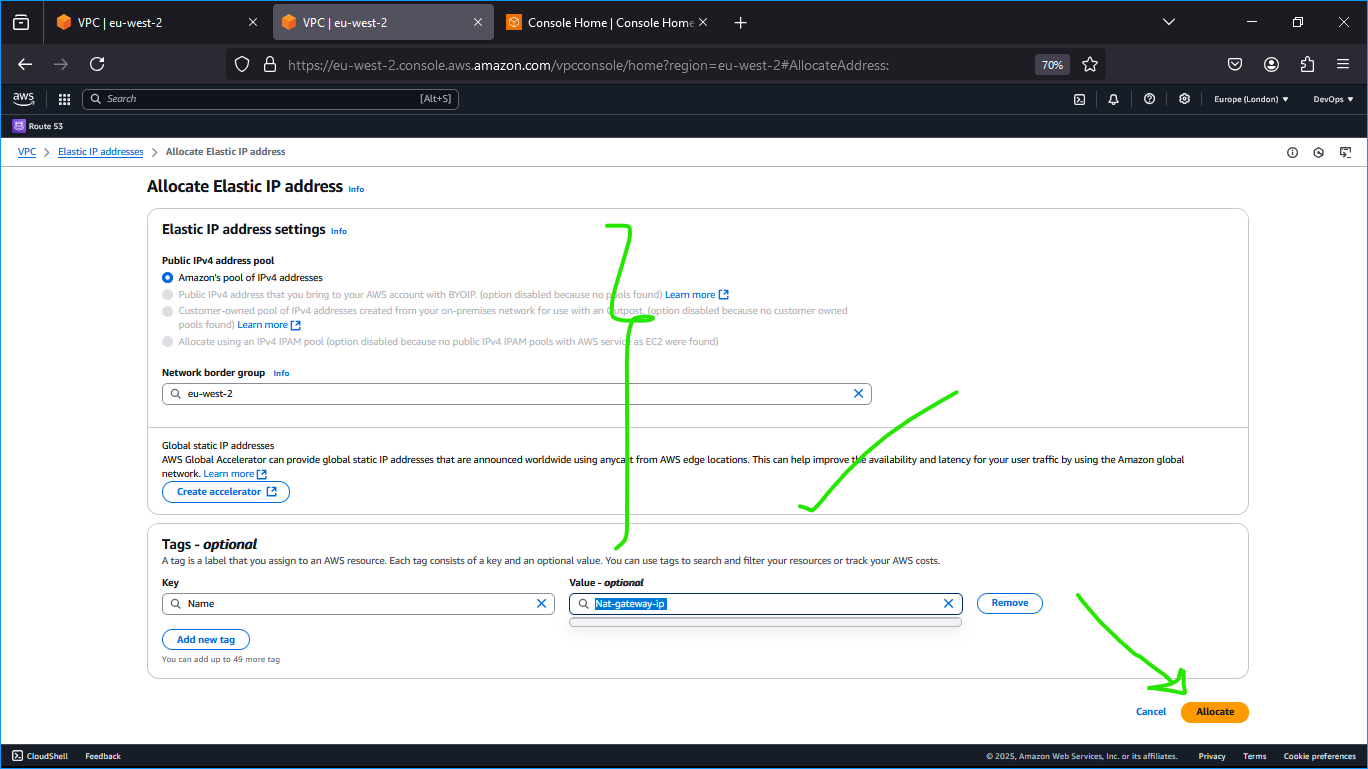 VPC | eu-west-2
VPC | eu-west-2
Console Home | Console Home
https://eu-west-2.console.aws.amazon.com/vpcconsole/home?region=eu-west-2#AllocateAddress:
70%
aws
Search
[Alt+S]
Europe (London)
DevOps
Route 53
VPC
Elastic IP addresses
Allocate Elastic IP address
Allocate Elastic IP address Info
Elastic IP address settings Info
Public IPv4 address pool
Amazon's pool of IPv4 addresses
Public IPv4 address that you bring to your AWS account with BYOIP. (option disabled because no pools found) Learn more
Customer-owned pool of IPv4 addresses created from your on-premises network for use with an Outpost. (option disabled because no customer owned
pools found) Learn more
Allocate using an IPv4 IPAM pool (option disabled because no public IPv4 IPAM pools with AWS service as EC2 were found)
Network border group Info
eu-west-2
Global static IP addresses
AWS Global Accelerator can provide global static IP addresses that are announced worldwide using anycast from AWS edge locations. This can help improve the availability and latency for your user traffic by using the Amazon global
network. Learn more
Create accelerator
Tags - optional
A tag is a label that you assign to an AWS resource. Each tag consists of a key and an optional value. You can use tags to search and filter your resources or track your AWS costs.
Key
Value - optional
Name
Nat-gateway-ip
Remove
Add new tag
You can add up to 49 more tag
Cancel
Allocate
CloudShell
Feedback
© 2025, Amazon Web Services, Inc. or its affiliates.
Privacy
Terms
Cookie preferences